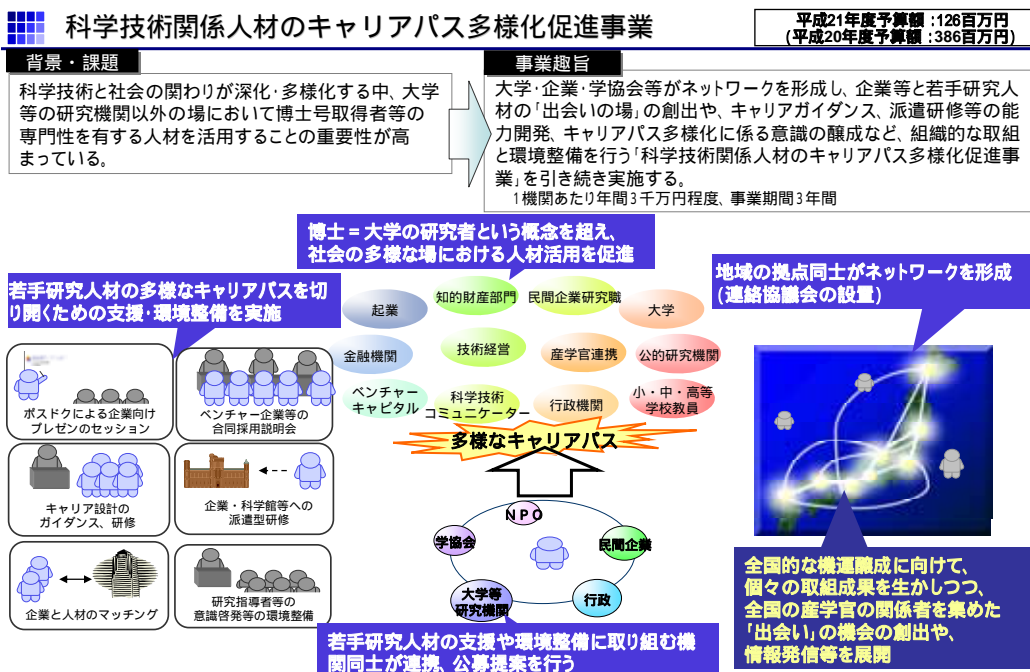 科学技術関係人材のキャリアパス多様化促進事業
平成21年度予算額:126百万円
(平成20年度予算額:386百万円)
背景・課題
科学技術と社会の関わりが深化・多様化する中、大学
等の研究機関以外の場において博士号取得者等の
専門性を有する人材を活用することの重要性が高
まっている。
事業趣旨
大学・企業・学協会等がネットワークを形成し、企業等と若手研究人
材の「出会いの場」の創出や、キャリアガイダンス、派遣研修等の能
力開発、キャリアパス多様化に係る意識の醸成など、組織的な取組
と環境整備を行う「科学技術関係人材のキャリアパス多様化促進事
業」を引き続き実施する。
1機関あたり年間3千万円程度、事業期間3年間
博士=大学の研究者という概念を超え、
社会の多様な場における人材活用を促進
若手研究人材の多様なキャリアパスを切
り開くための支援・環境整備を実施
地域の拠点同士がネットワークを形成
(連絡協議会の設置)
起業
知的財産部門
民間企業研究職
大学
金融機関
技術経営
産学官連携
公的研究機関
ベンチャー
キャピタル
科学技術
コミュニケーター
行政機関
小・中・高等
学校教員
多様なキャリアパス
ポスドクによる企業向け
プレゼンのセッション
ベンチャー企業等の
合同採用説明会
キャリア設計の
ガイダンス、研修
企業・科学館等への
派遣型研修
企業と人材のマッチング
研究指導者等の
意識啓発等の環境整備
NPO
学協会
民間企業
大学等
研究機関
行政
若手研究人材の支援や環境整備に取り組む機
関同士が連携、公募提案を行う
全国的な機運醸成に向けて、
個々の取組成果を生かしつつ、
全国の産学官の関係者を集めた
「出会い」の機会の創出や、
情報発信等を展開